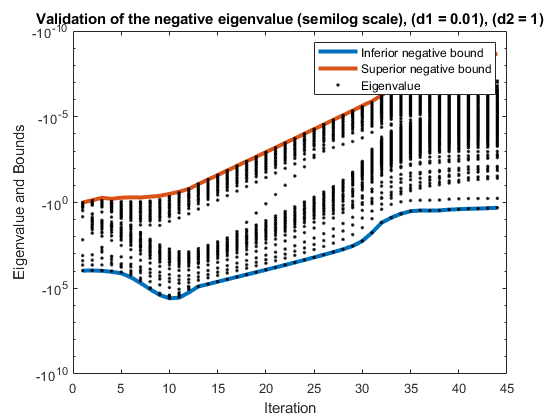 Validation of the negative eigenvalue (semilog scale), (d1 = 0.01), (d2 = 1)
-10^-10
Inferior negative bound
Superior negative bound
Eigenvalue
-10^-5
-10^0
-10^5
-10^10
Eigenvalue and Bounds
0 5 10 15 20 25 30 35 40 45
Iteration